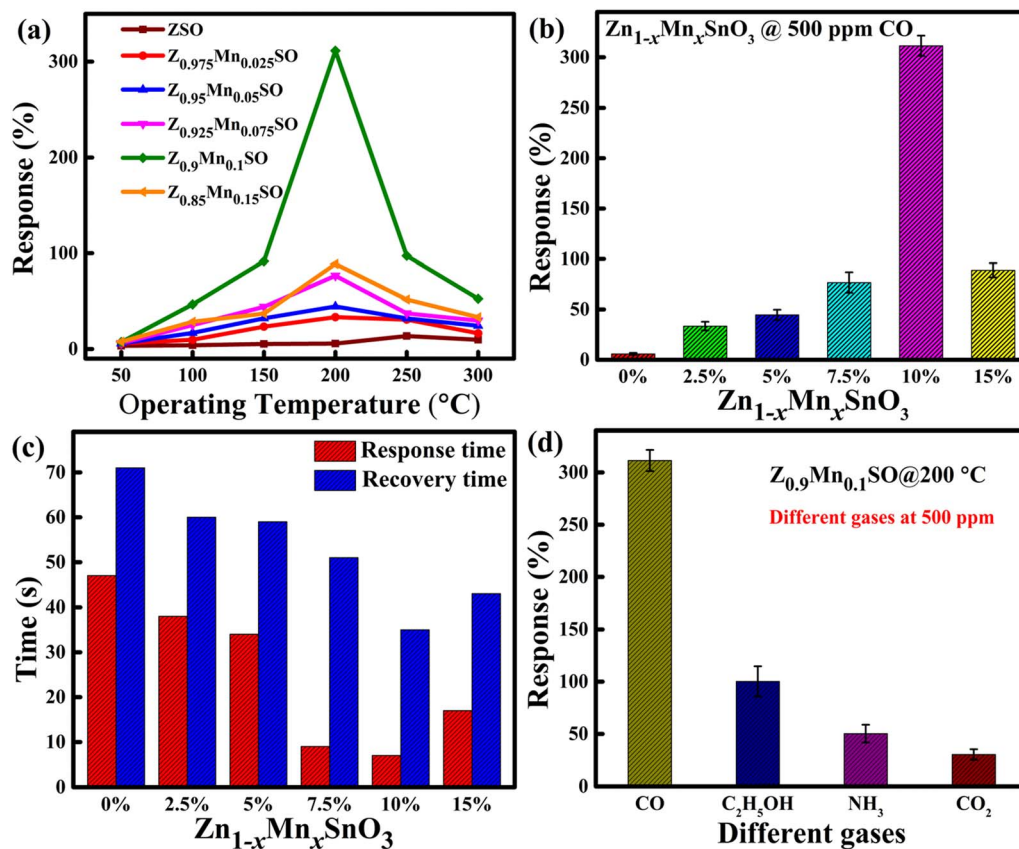 (a)
ZSO
Z0.975Mn0.025SO
Z0.95Mn0.05SO
Z0.925Mn0.075SO
Z0.9Mn0.1SO
Z0.85Mn0.15SO
Response (%)
300
200
100
0
50 100 150 200 250 300
Operating Temperature (°C)
(b)
Zn1-xMnxSnO3 @ 500 ppm CO
Response (%)
300
250
200
150
100
50
0
0% 2.5% 5% 7.5% 10% 15%
Zn1-xMnxSnO3
(c)
Response time
Recovery time
Time (s)
70
60
50
40
30
20
10
0
0% 2.5% 5% 7.5% 10% 15%
Zn1-xMnxSnO3
(d)
Z0.9Mn0.1SO@200 °C
Different gases at 500 ppm
Response (%)
300
250
200
150
100
50
0
CO C2H5OH NH3 CO2
Different gases